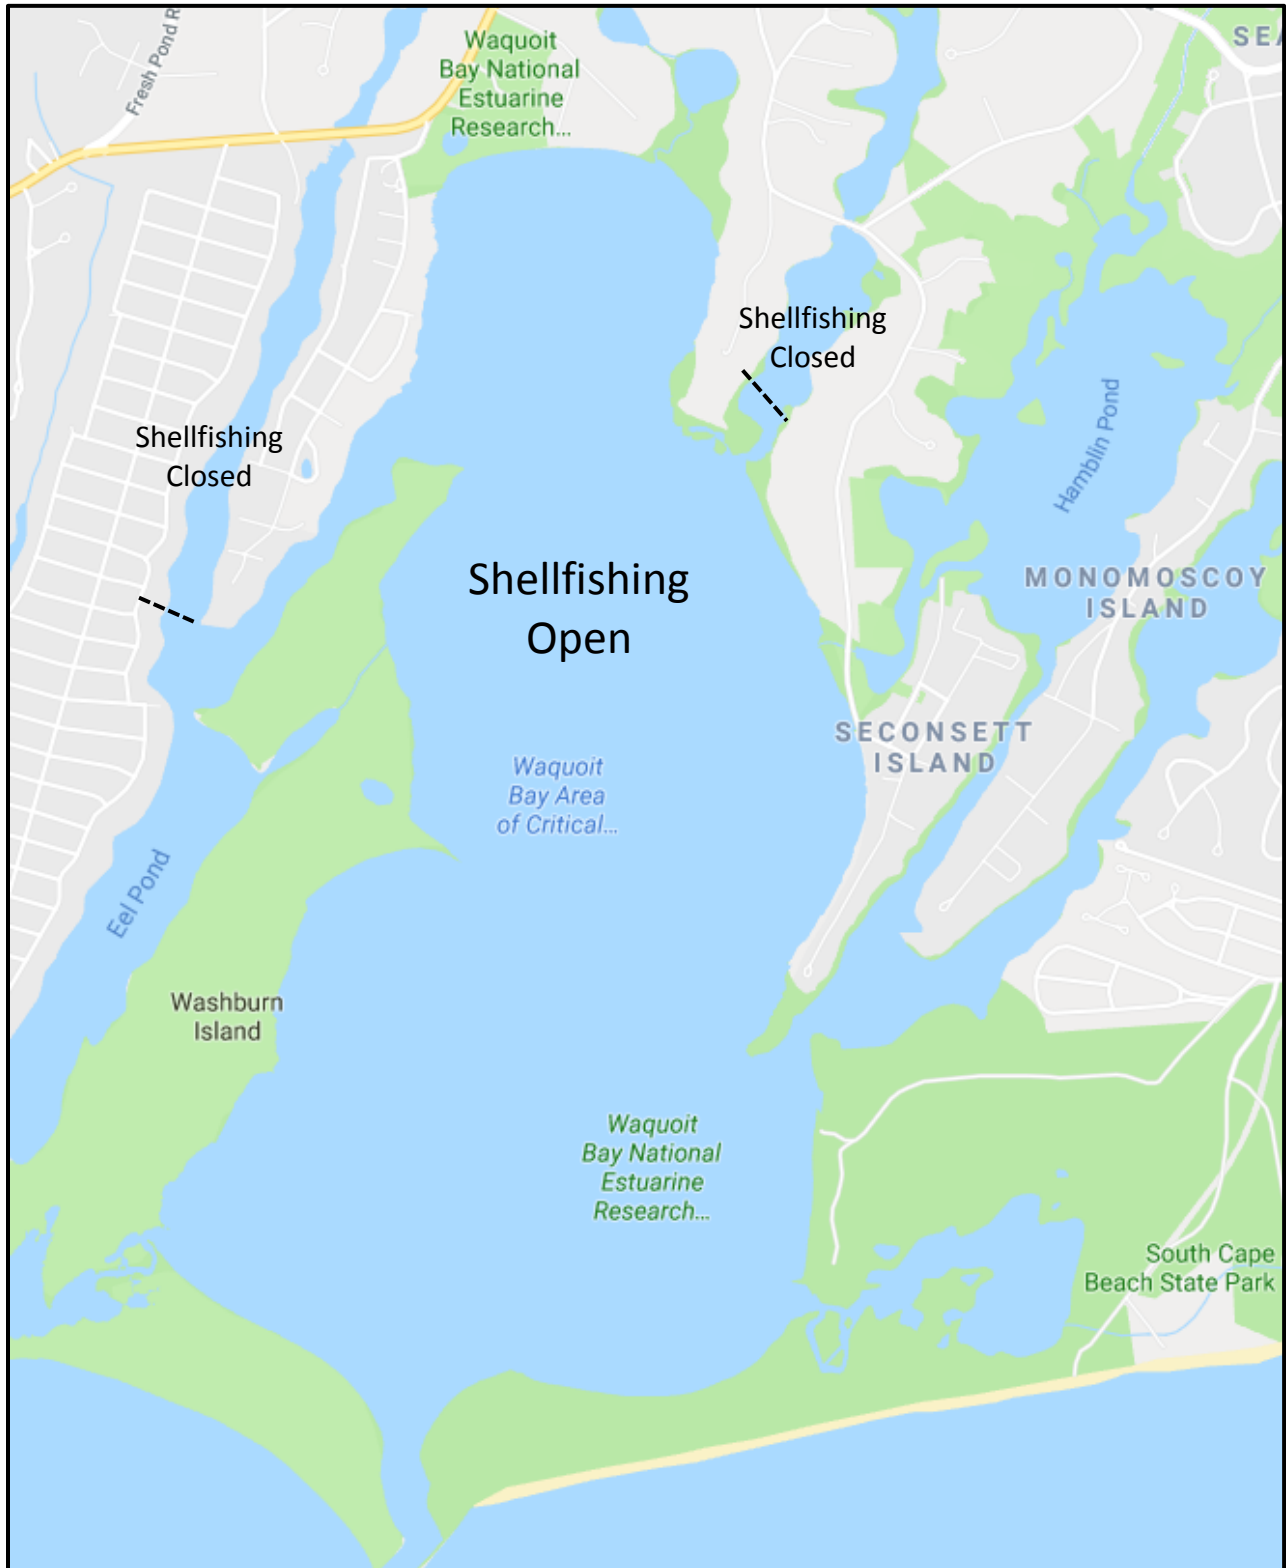 Fresh Pond R
Waquoit
Bay National
Estuarine
Research...
SEA
Shellfishing
Closed
Shellfishing
Closed
Hamblin Pond
Shellfishing
Open
MONOMOSCOY
ISLAND
SECONSETT
ISLAND
Waquoit
Bay Area
of Critical...
Eel Pond
Washburn
Island
Waquoit
Bay National
Estuarine
Research...
South Cape
Beach State Park